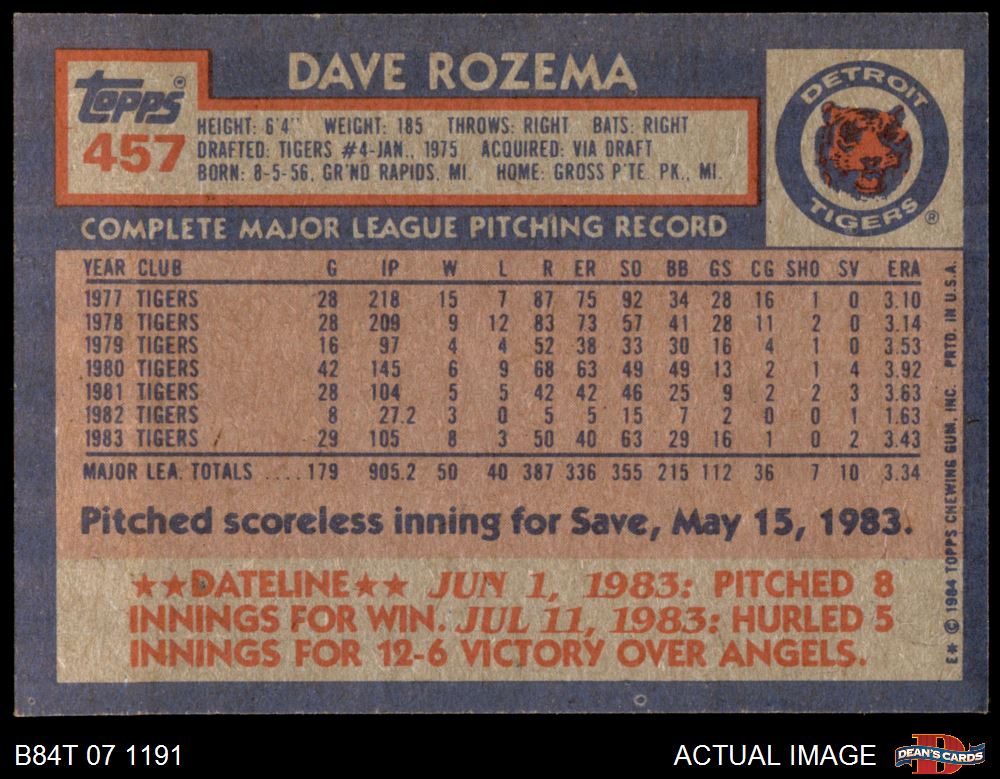 Topps ®
457
DAVE ROZEMA
HEIGHT: 6'4" WEIGHT: 185 THROWS: RIGHT BATS: RIGHT
DRAFTED: TIGERS #4-JAN., 1975 ACQUIRED: VIA DRAFT
BORN: 8-5-56, GR'ND RAPIDS, MI. HOME: GROSS P'TE. PK., MI.
DETROIT
TIGERS ®
COMPLETE MAJOR LEAGUE PITCHING RECORD
YEAR CLUB G IP W L R ER SO BB GS CG SHO SV ERA
1977 TIGERS 28 218 15 7 87 75 92 34 28 16 1 0 3.10
1978 TIGERS 28 209 9 12 83 73 57 41 28 11 2 0 3.14
1979 TIGERS 16 97 4 4 52 38 33 30 16 4 1 0 3.53
1980 TIGERS 42 145 6 9 68 63 49 49 13 2 1 4 3.92
1981 TIGERS 28 104 5 5 42 42 46 25 9 2 2 3 3.63
1982 TIGERS 8 27.2 3 0 5 5 15 7 2 0 0 1 1.63
1983 TIGERS 29 105 8 3 50 40 63 29 16 1 0 2 3.43
MAJOR LEA. TOTALS ....179 905.2 50 40 387 336 355 215 112 36 7 10 3.34
Pitched scoreless inning for Save, May 15, 1983.
★★DATELINE★★ JUN 1, 1983: PITCHED 8
INNINGS FOR WIN. JUL 11, 1983: HURLED 5
INNINGS FOR 12-6 VICTORY OVER ANGELS.
E* © 1984 TOPPS CHEWING GUM, INC. PRTD. IN U.S.A.
B84T 07 1191
ACTUAL IMAGE
DEAN'S CARDS